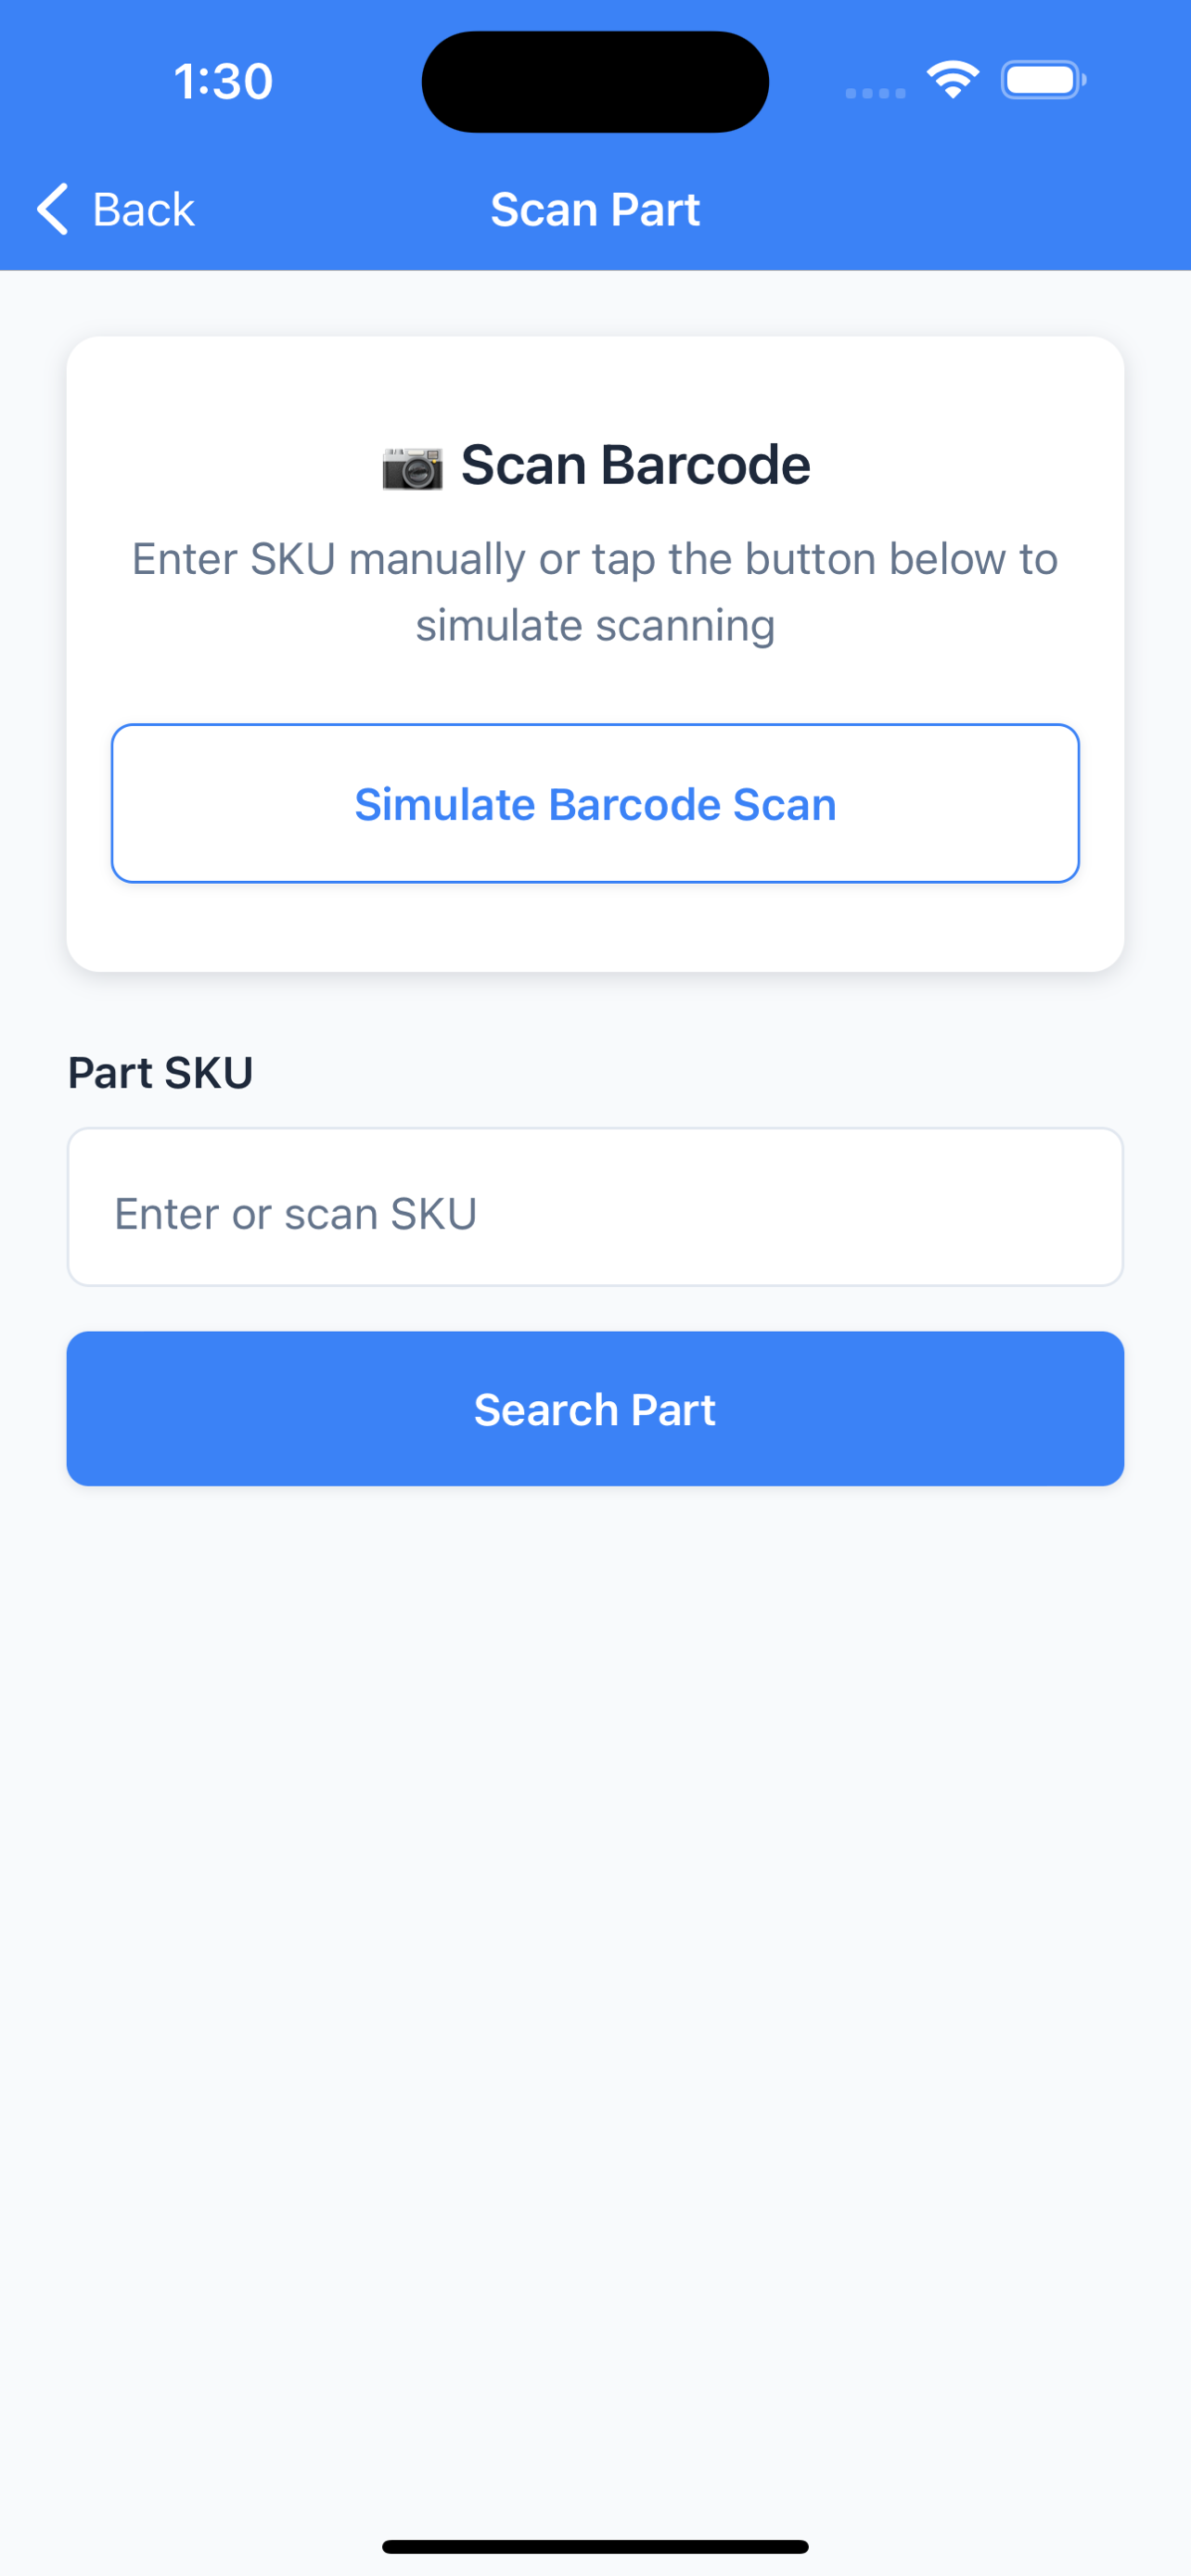 1:30
Back
Scan Part
Scan Barcode
Enter SKU manually or tap the button below to
simulate scanning
Simulate Barcode Scan
Part SKU
Enter or scan SKU
Search Part